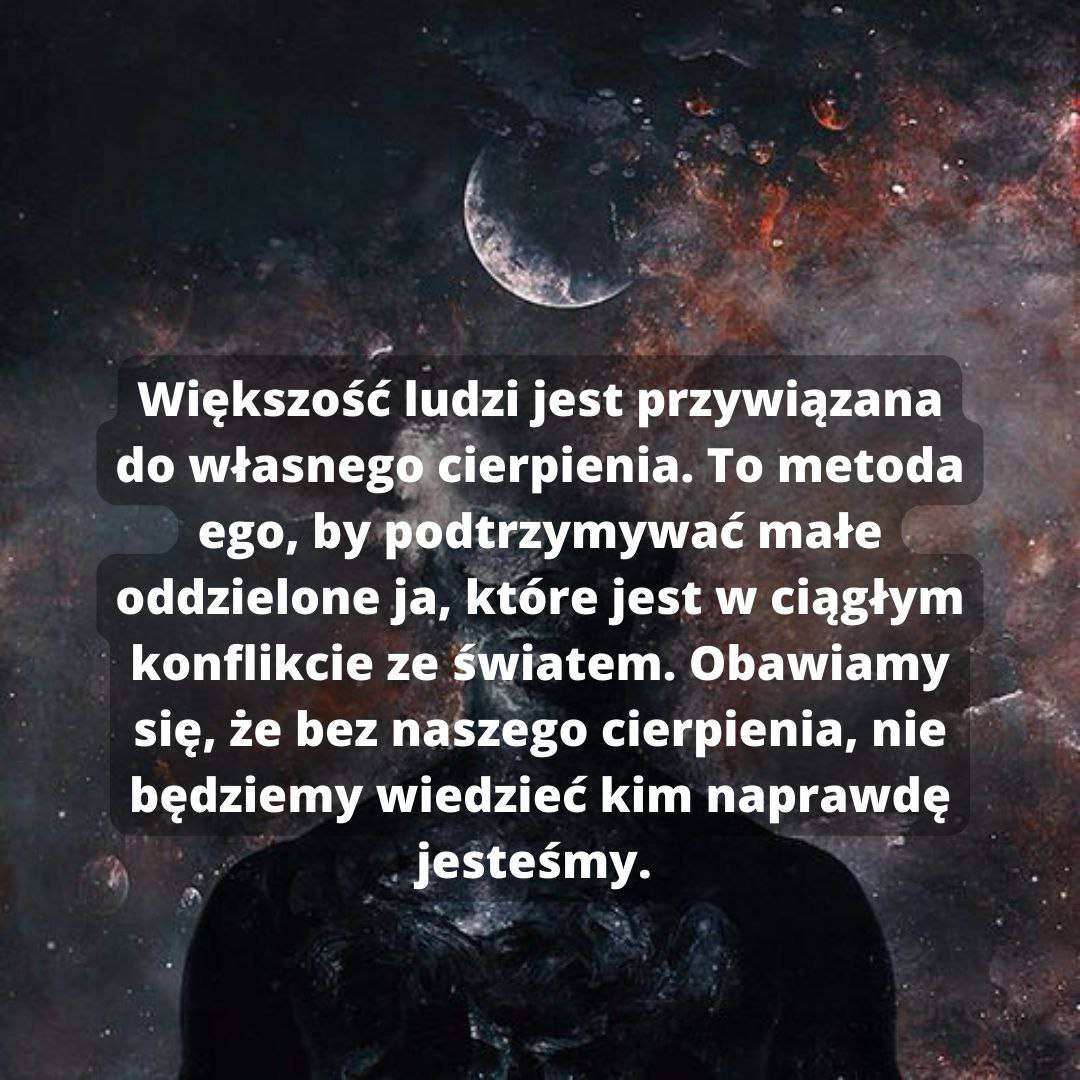 Większość ludzi jest przywiązana
do własnego cierpienia. To metoda
ego, by podtrzymywać małe
oddzielone ja, które jest w ciągłym
konflikcie ze światem. Obawiamy
się, że bez naszego cierpienia, nie
będziemy wiedzieć kim naprawdę
jesteśmy.